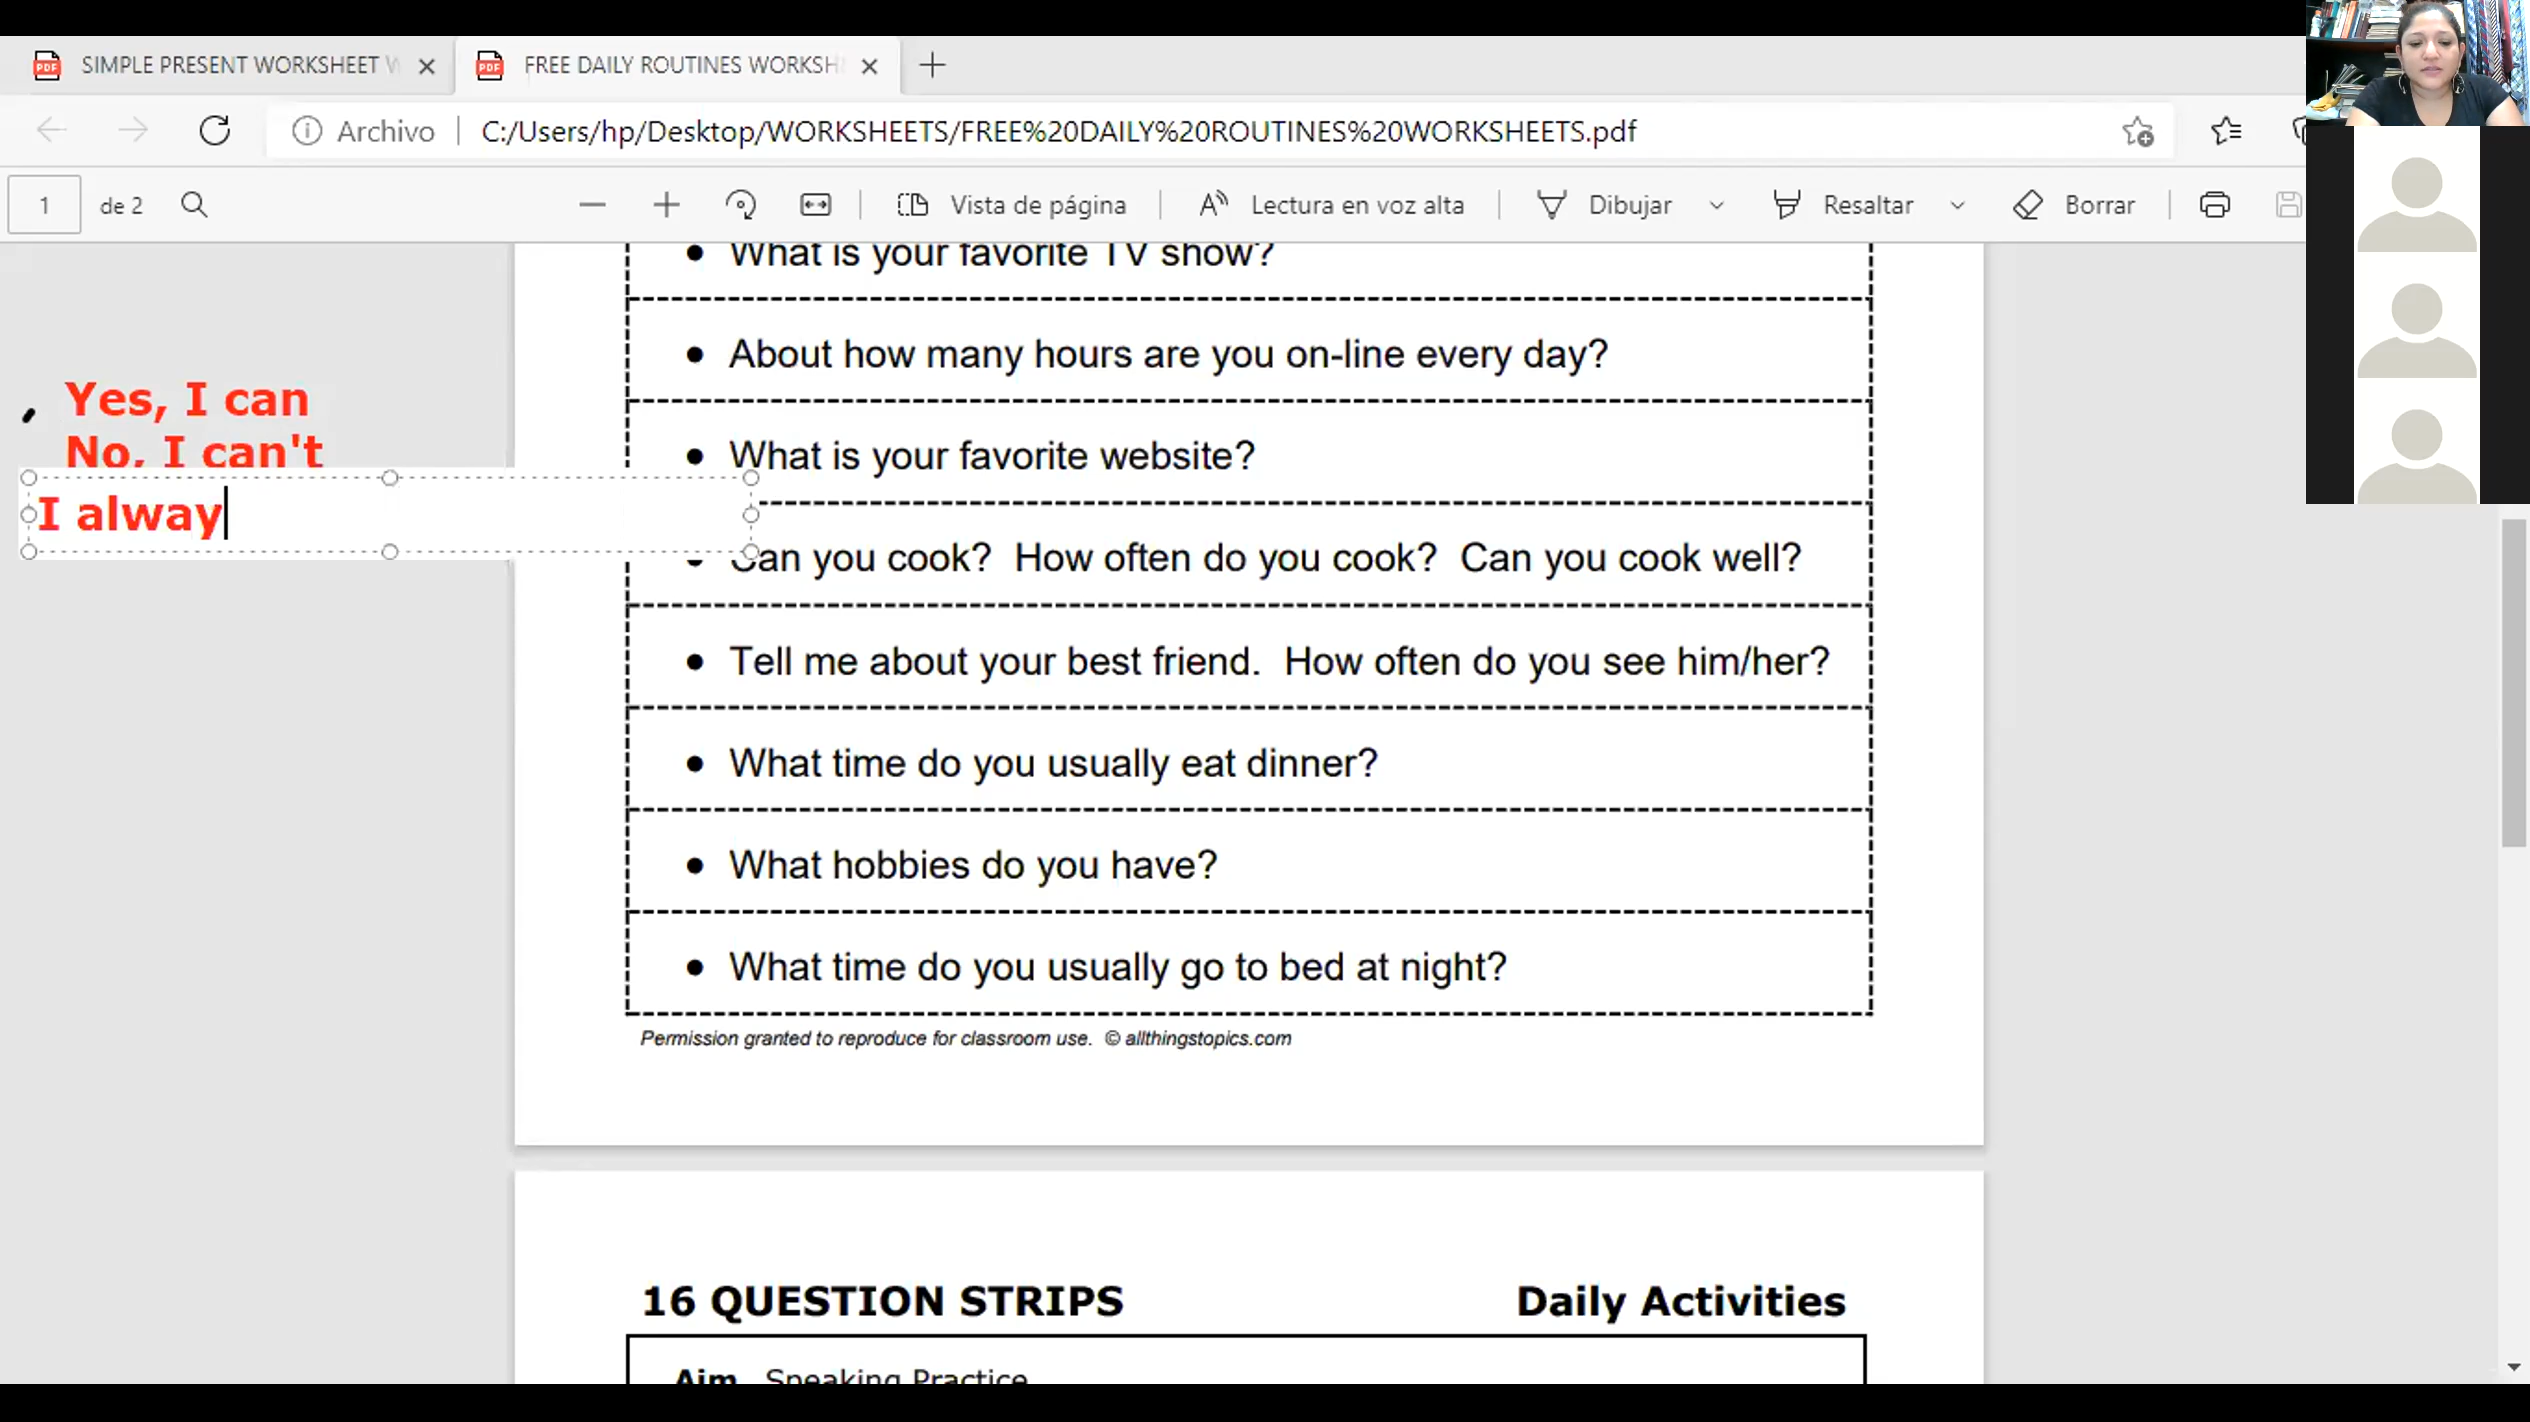 SIMPLE PRESENT WORKSHEET
FREE DAILY ROUTINES WORKSH
Archivo
C:/Users/hp/Desktop/WORKSHEETS/FREE%20DAILY%20ROUTINES%20WORKSHEETS.pdf
1 de 2
Vista de página
Lectura en voz alta
Dibujar
Resaltar
Borrar
• What is your favorite TV show?
• About how many hours are you on-line every day?
Yes, I can
No, I can't
• What is your favorite website?
I alway
• Can you cook?  How often do you cook?  Can you cook well?
• Tell me about your best friend.  How often do you see him/her?
• What time do you usually eat dinner?
• What hobbies do you have?
• What time do you usually go to bed at night?
Permission granted to reproduce for classroom use.  © allthingstopics.com
16 QUESTION STRIPS
Daily Activities
Aim  Speaking Practice